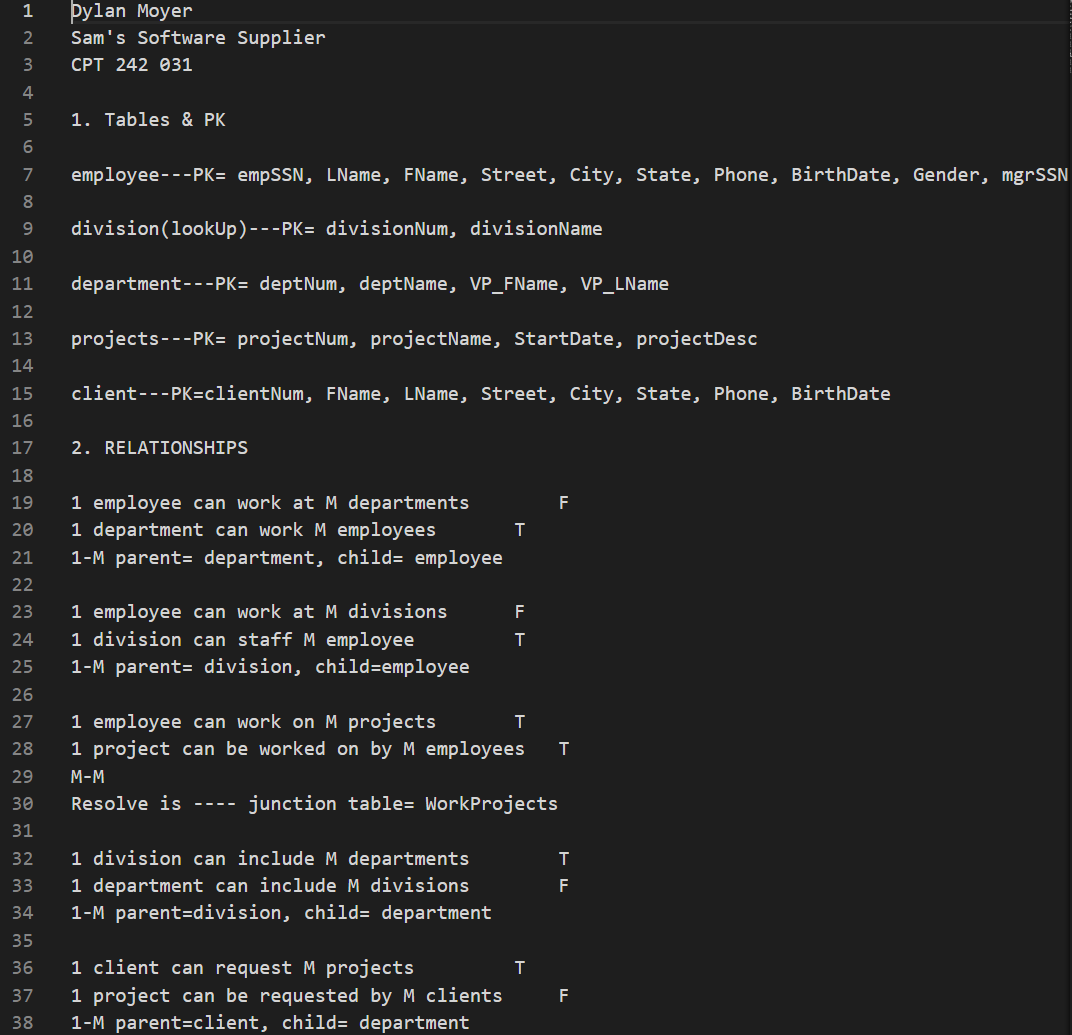 1 Dylan Moyer
2 Sam's Software Supplier
3 CPT 242 031
4
5 1. Tables & PK
6
7 employee---PK= empSSN, LName, FName, Street, City, State, Phone, BirthDate, Gender, mgrSSN
8
9 division(lookUp)---PK= divisionNum, divisionName
10
11 department---PK= deptNum, deptName, VP_FName, VP_LName
12
13 projects---PK= projectNum, projectName, StartDate, projectDesc
14
15 client---PK=clientNum, FName, LName, Street, City, State, Phone, BirthDate
16
17 2. RELATIONSHIPS
18
19 1 employee can work at M departments F
20 1 department can work M employees T
21 1-M parent= department, child= employee
22
23 1 employee can work at M divisions F
24 1 division can staff M employee T
25 1-M parent= division, child=employee
26
27 1 employee can work on M projects T
28 1 project can be worked on by M employees T
29 M-M
30 Resolve is ---- junction table= WorkProjects
31
32 1 division can include M departments T
33 1 department can include M divisions F
34 1-M parent=division, child= department
35
36 1 client can request M projects T
37 1 project can be requested by M clients F
38 1-M parent=client, child= department